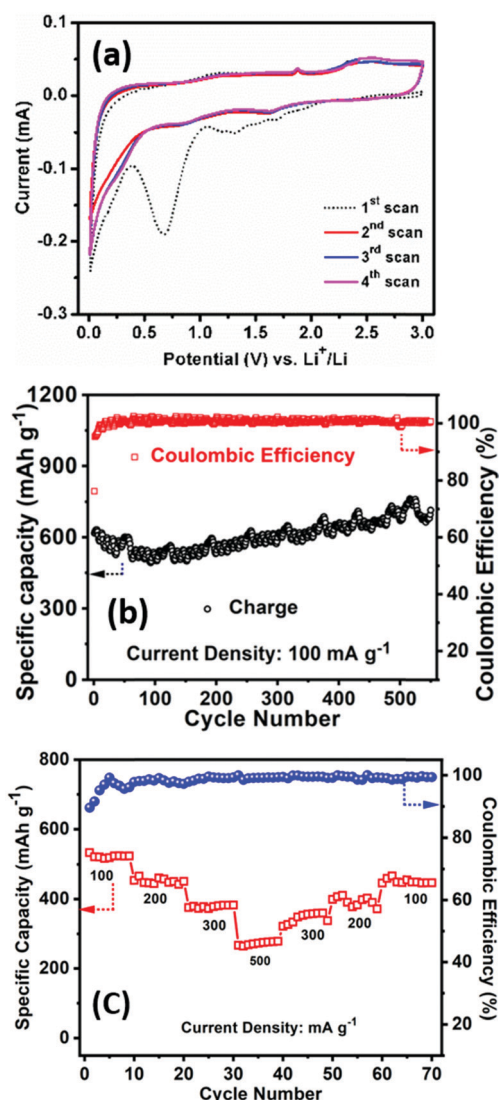 (a)
0.1
0.0
-0.1
-0.2
-0.3
Current (mA)
1st scan
2nd scan
3rd scan
4th scan
0.0 0.5 1.0 1.5 2.0 2.5 3.0
Potential (V) vs. Li+/Li
1200
900
600
300
0
Specific capacity (mAh g-1)
100
80
60
40
20
Coulombic Efficiency (%)
Coulombic Efficiency
(b)
Charge
Current Density: 100 mA g-1
0 100 200 300 400 500
Cycle Number
800
600
400
200
0
Specific Capacity (mAh g-1)
100
80
60
40
20
Coulombic Efficiency (%)
100
200
300
500
300
200
100
(C)
Current Density: mA g-1
0 10 20 30 40 50 60 70
Cycle Number